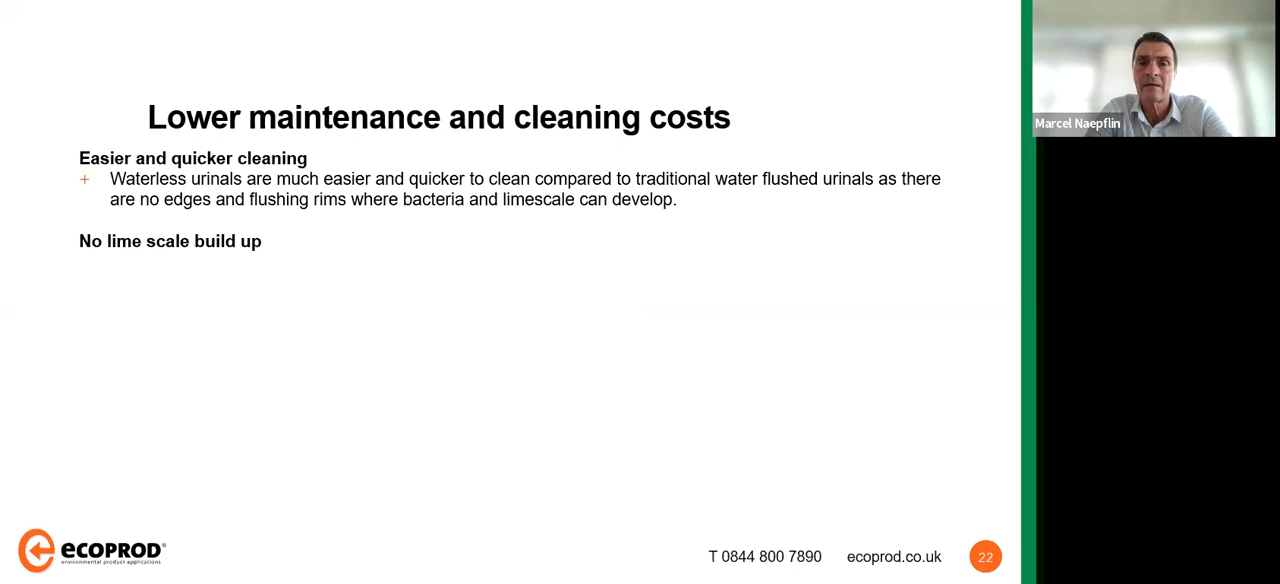 Lower maintenance and cleaning costs
Easier and quicker cleaning
+ Waterless urinals are much easier and quicker to clean compared to traditional water flushed urinals as there
are no edges and flushing rims where bacteria and limescale can develop.
No lime scale build up
ecoprod®
environmental product applications
T 0844 800 7890 ecoprod.co.uk 22
Marcel Naepflin